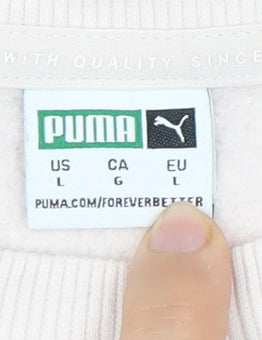 WITH QUALITY SINCE
PUMA
US CA EU
L G L
PUMA.COM/FOREVERBETTER